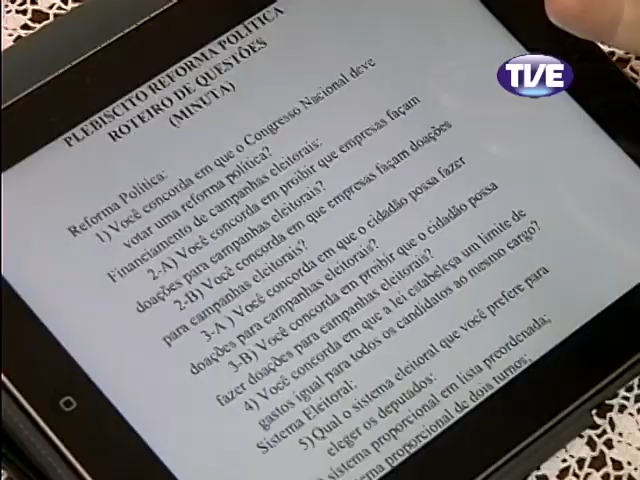 TVE
PLEBISCITO REFORMA POLITICA
ROTEIRO DE QUESTÕES
(MINUTA)
Reforma Política:
1) Você concorda em que o Congresso Nacional deve
votar uma reforma política?
Financiamento de campanhas eleitorais:
2-A) Você concorda em proibir que empresas façam
doações para campanhas eleitorais?
2-B) Você concorda em que empresas façam doações
para campanhas eleitorais?
3-A ) Você concorda em que o cidadão possa fazer
doações para campanhas eleitorais?
3-B) Você concorda em proibir que o cidadão possa
fazer doações para campanhas eleitorais?
4) Você concorda em que a lei estabeleça um limite de
gastos igual para todos os candidatos ao mesmo cargo?
Sistema Eleitoral:
5) Qual o sistema eleitoral que você prefere para
eleger os deputados:
sistema proporcional em lista preordenada;
proporcional de dois turnos;